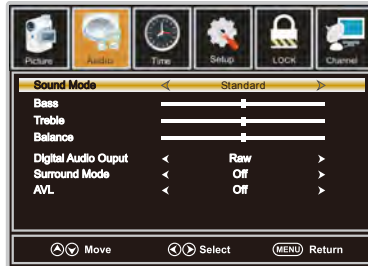 Picture Audio Time Setup LOCK Channel
Sound Mode Standard
Bass
Treble
Balance
Digital Audio Ouput Raw
Surround Mode Off
AVL Off
Move Select MENU Return